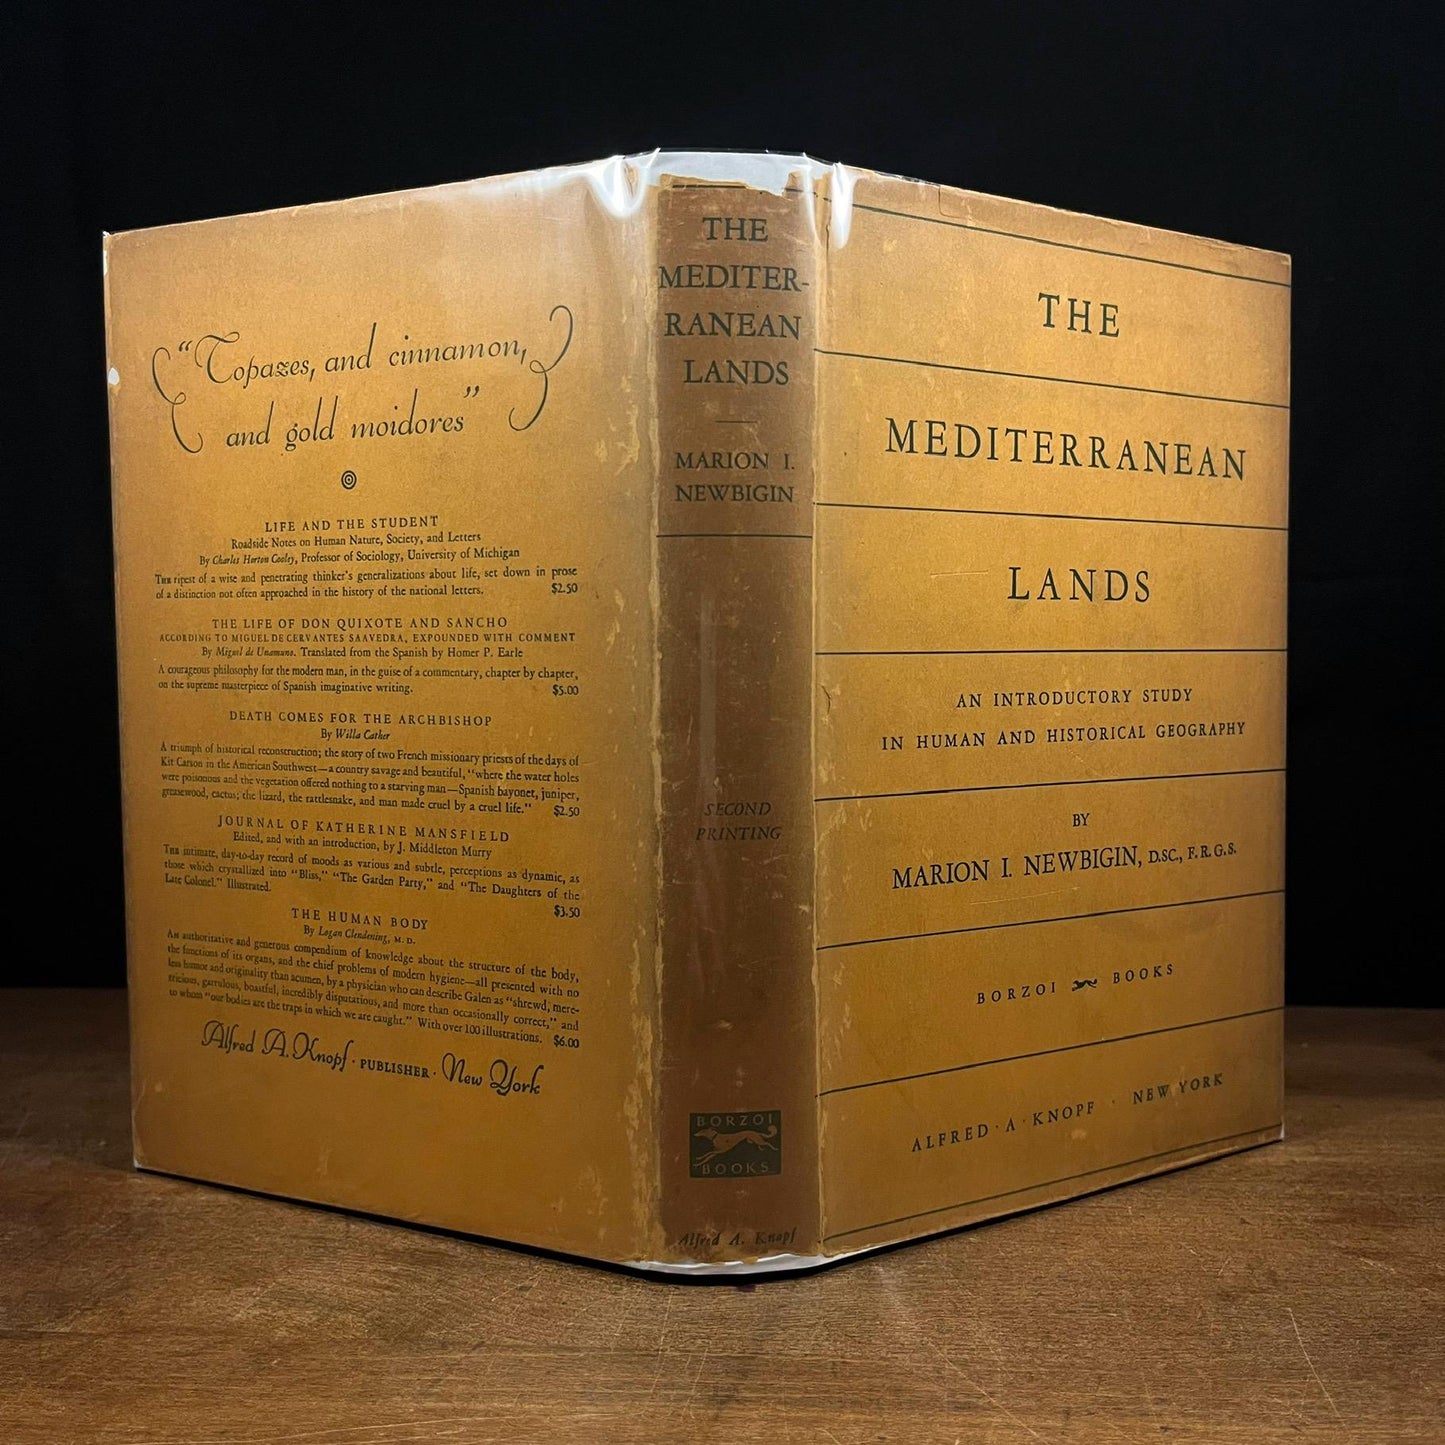 "Topazes, and cinnamon,
and gold moidores"
LIFE AND THE STUDENT
Roadside Notes on Human Nature, Society, and Letters
By Charles Horton Cooley, Professor of Sociology, University of Michigan
THE ripest of a wise and penetrating thinker's generalizations about life, set down in prose
of a distinction not often approached in the history of the national letters. $2.50
THE LIFE OF DON QUIXOTE AND SANCHO
ACCORDING TO MIGUEL DE CERVANTES SAAVEDRA, EXPOUNDED WITH COMMENT
By Miguel de Unamuno. Translated from the Spanish by Homer P. Earle
A courageous philosophy for the modern man, in the guise of a commentary, chapter by chapter,
on the supreme masterpiece of Spanish imaginative writing. $5.00
DEATH COMES FOR THE ARCHBISHOP
By Willa Cather
A triumph of historical reconstruction; the story of two French missionary priests of the days of
Kit Carson in the American Southwest—a country savage and beautiful, "where the water holes
were poisonous and the vegetation offered nothing to a starving man—Spanish bayonet, juniper,
greasewood, cactus; the lizard, the rattlesnake, and man made cruel by a cruel life." $2.50
JOURNAL OF KATHERINE MANSFIELD
Edited, and with an introduction, by J. Middleton Murry
THE intimate, day-to-day record of moods as various and subtle, perceptions as dynamic, as
those which crystallized into "Bliss," "The Garden Party," and "The Daughters of the
Late Colonel." Illustrated. $3.50
THE HUMAN BODY
By Logan Clendening, M.D.
AN authoritative and generous compendium of knowledge about the structure of the body,
the functions of its organs, and the chief problems of modern hygiene—all presented with no
less humor and originality than acumen, by a physician who can describe Galen as "shrewd, mere-
tricious, garrulous, boastful, incredibly disputatious, and more than occasionally correct," and
to whom "our bodies are the traps in which we are caught." With over 100 illustrations. $6.00
Alfred A. Knopf · PUBLISHER · New York
THE
MEDITER-
RANEAN
LANDS
MARION I.
NEWBIGIN
SECOND
PRINTING
BORZOI
BOOKS
Alfred A. Knopf
THE
MEDITERRANEAN
LANDS
AN INTRODUCTORY STUDY
IN HUMAN AND HISTORICAL GEOGRAPHY
BY
MARION I. NEWBIGIN, D.SC., F.R.G.S.
BORZOI BOOKS
ALFRED · A · KNOPF · NEW YORK